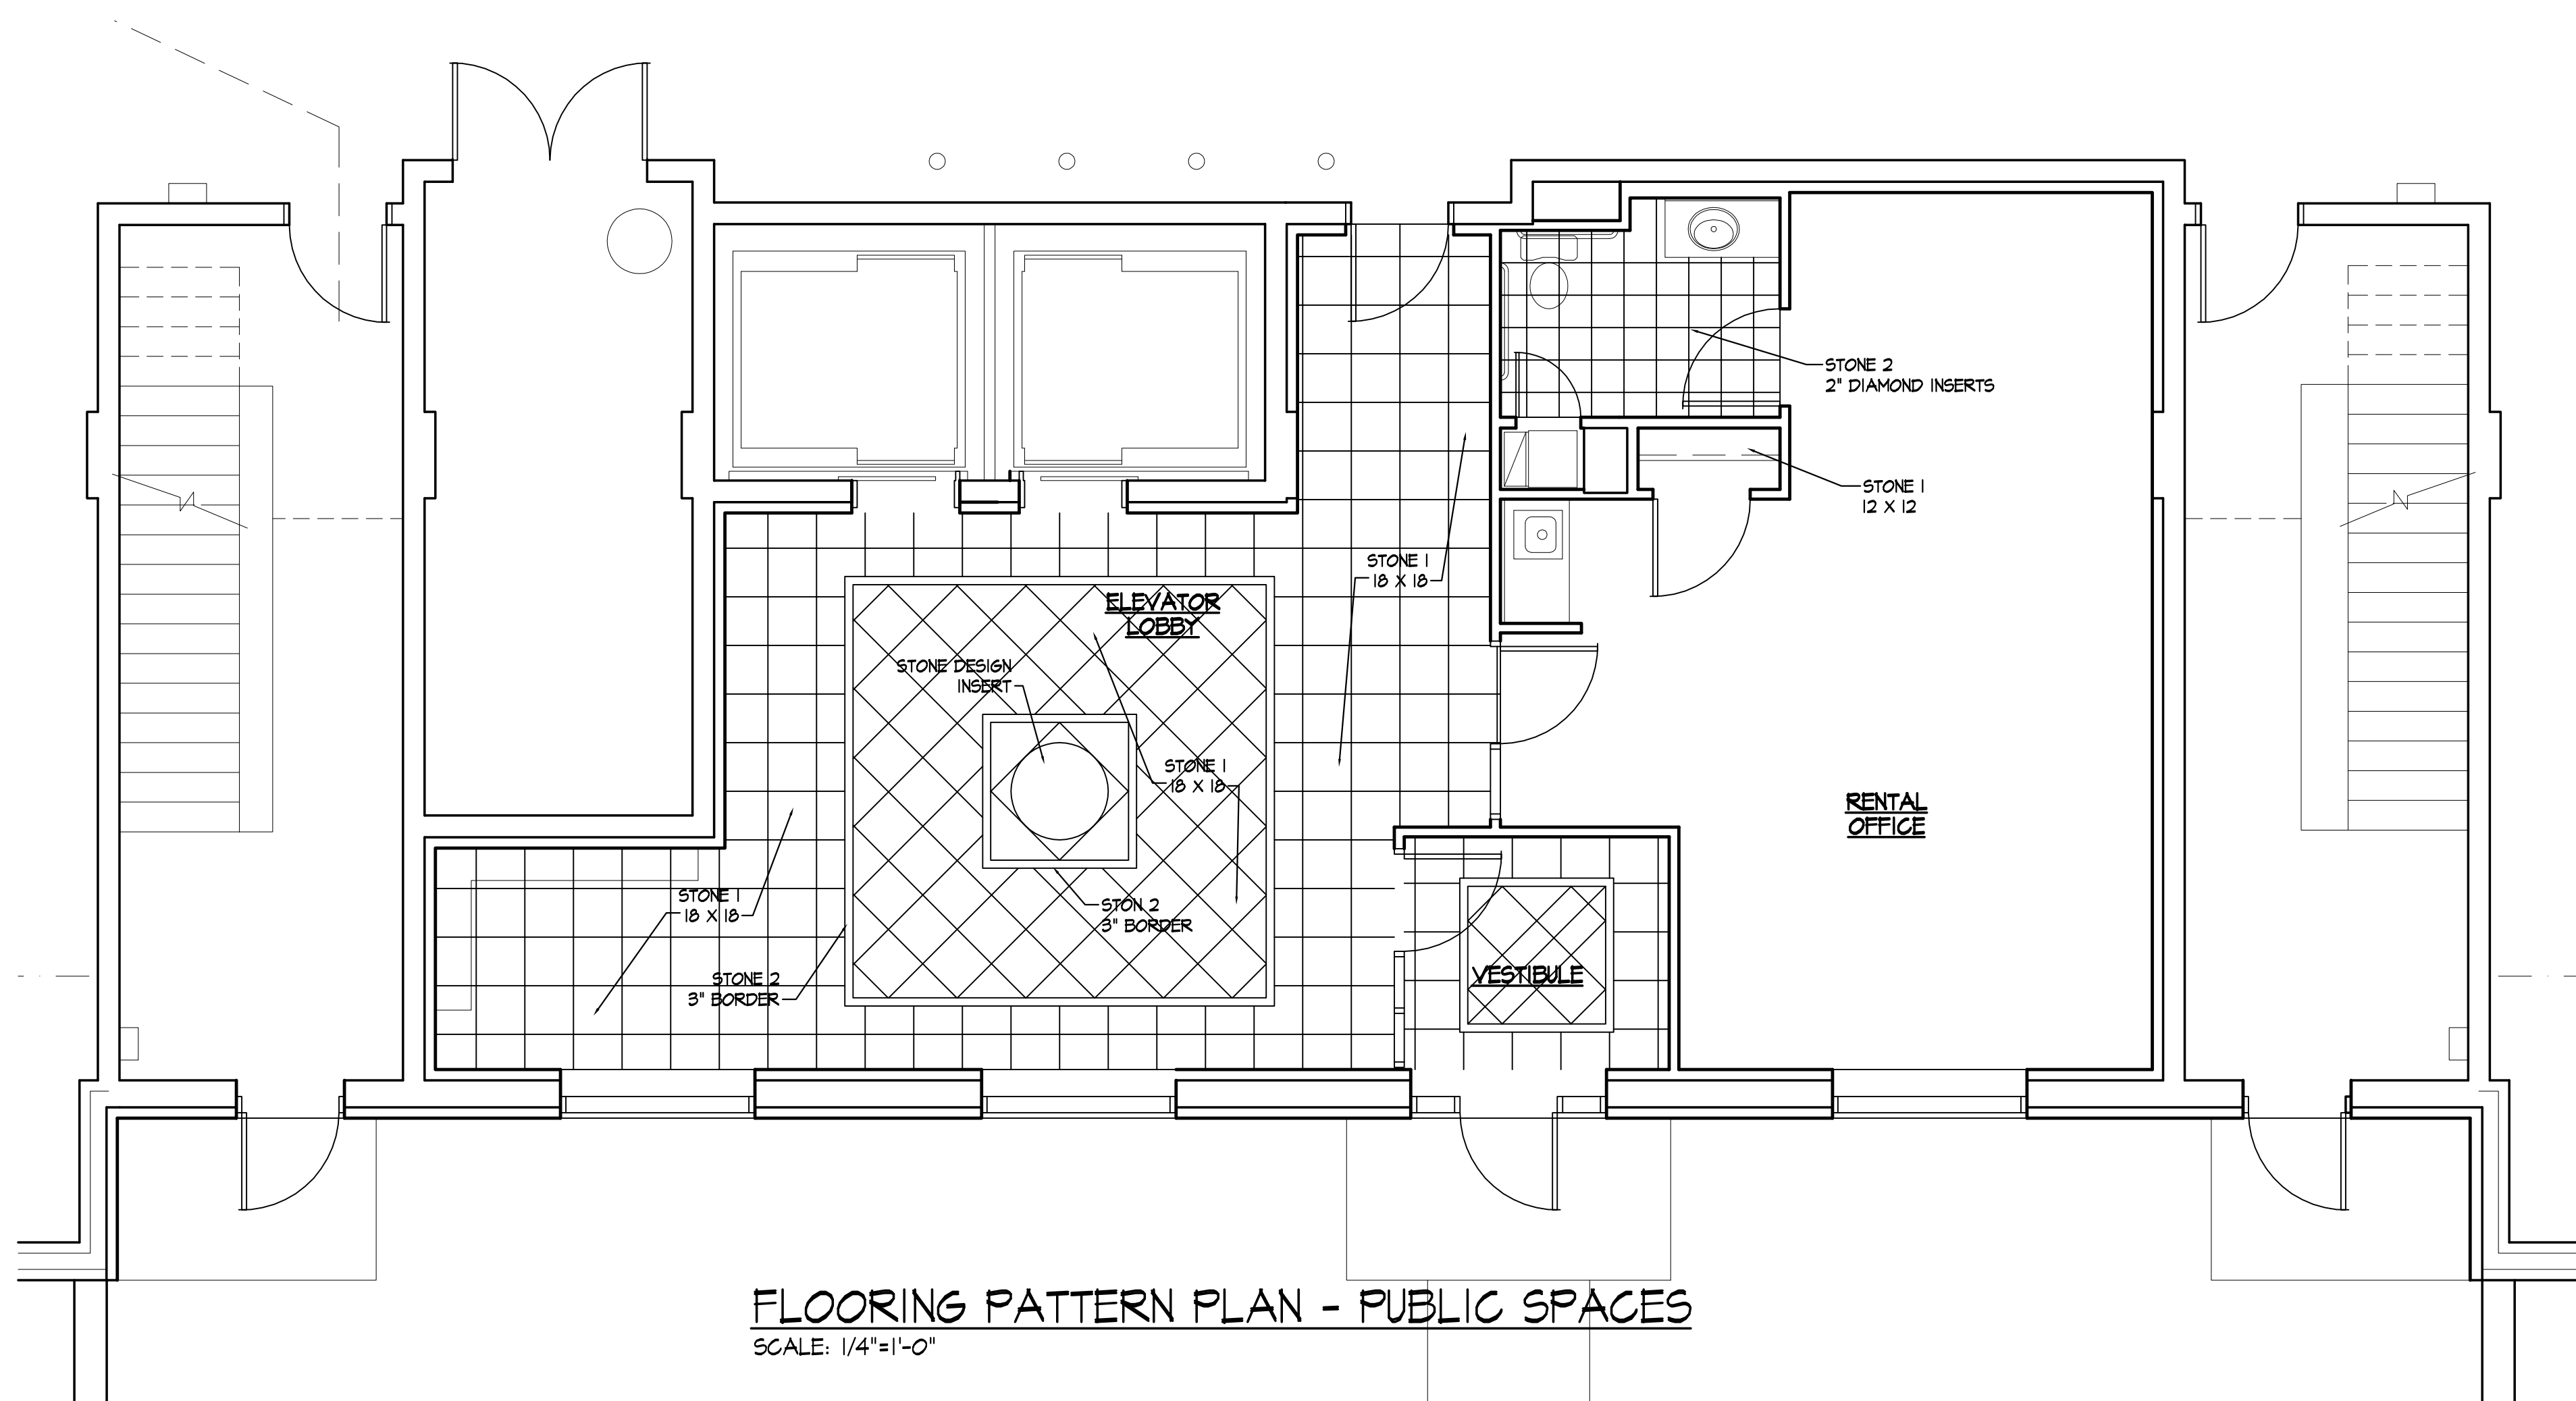 STONE 2
2" DIAMOND INSERTS
STONE 1
12 X 12
STONE 1
18 X 18
ELEVATOR
LOBBY
STONE DESIGN
INSERT
STONE 1
18 X 18
RENTAL
OFFICE
STONE 1
18 X 18
STON 2
3" BORDER
STONE 2
3" BORDER
VESTIBULE
FLOORING PATTERN PLAN - PUBLIC SPACES
SCALE: 1/4"=1'-0"